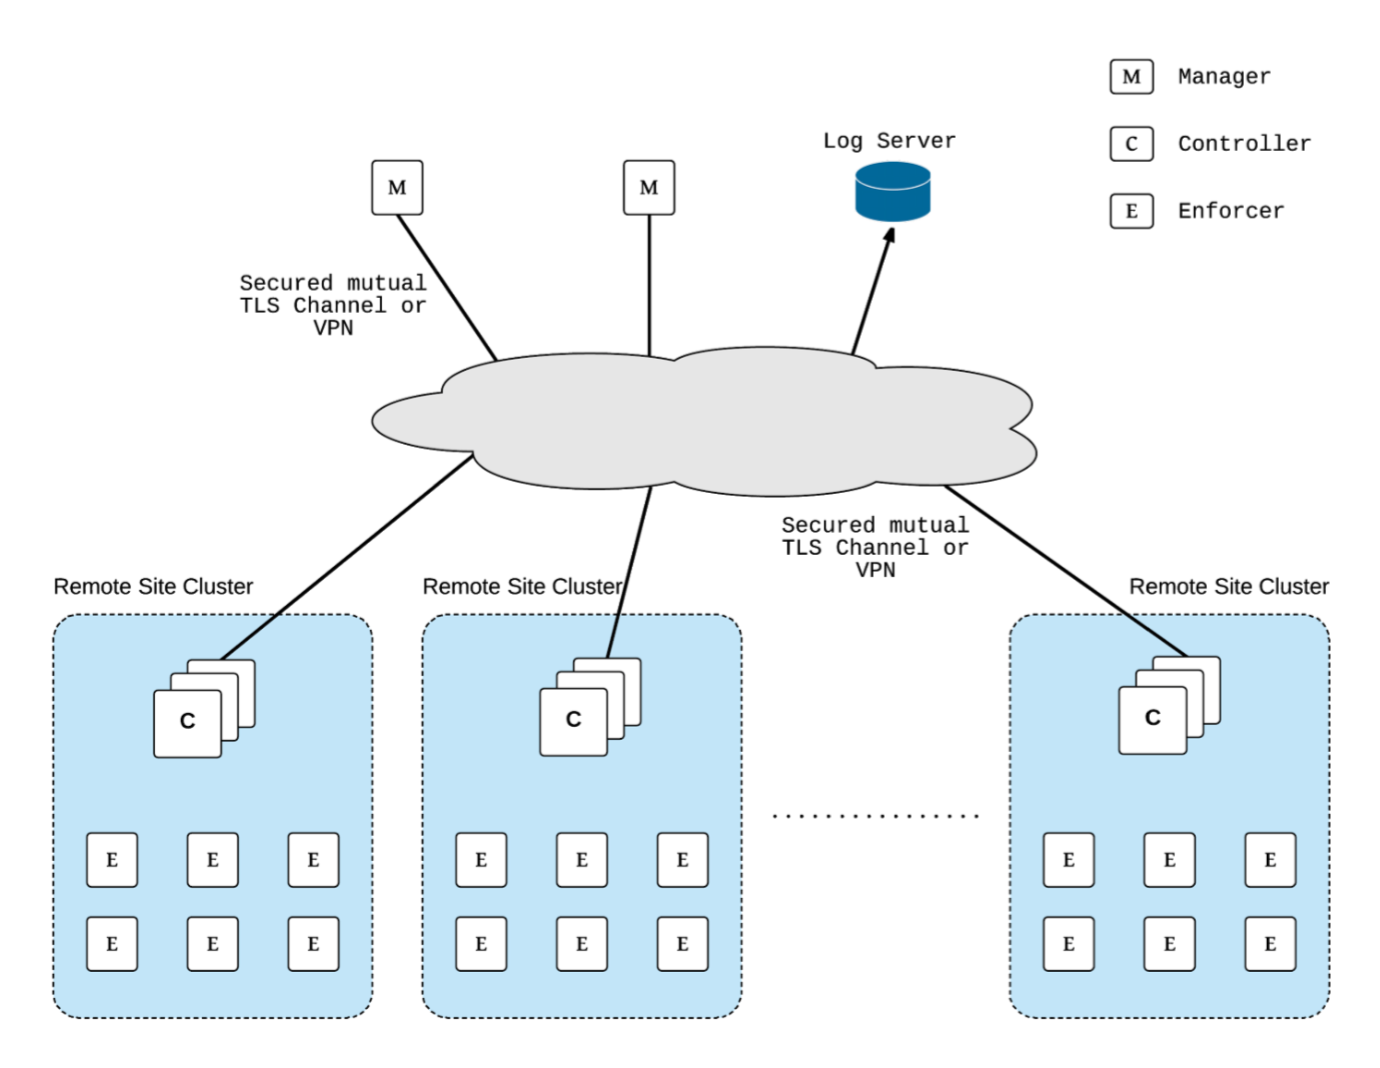 M Manager
Log Server
C Controller
M
M
E Enforcer
Secured mutual
TLS Channel or
VPN
Secured mutual
TLS Channel or
VPN
Remote Site Cluster
Remote Site Cluster
Remote Site Cluster
C
C
C
E E E
E E E
E E E
E E E
E E E
E E E